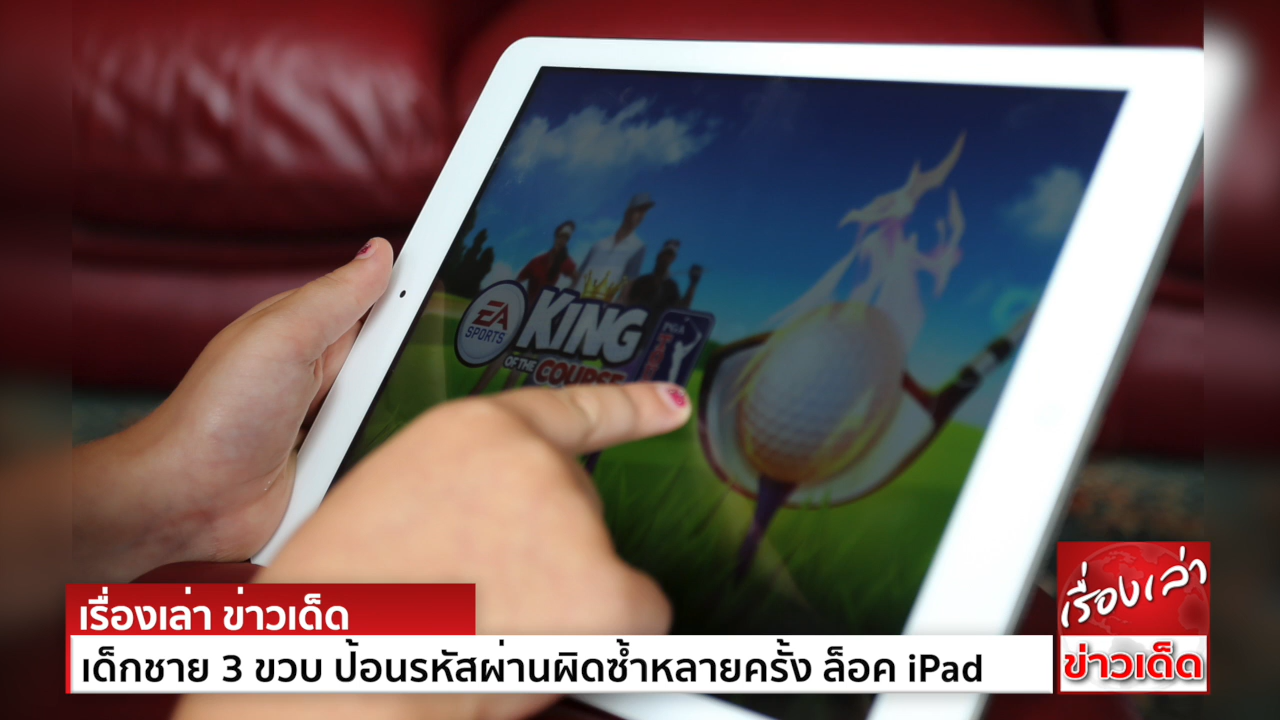 EA
SPORTS
KING
OF THE COURSE
PGA
TOUR
เรื่องเล่า ข่าวเด็ด
เด็กชาย 3 ขวบ ป้อนรหัสผ่านผิดซ้ำหลายครั้ง ล็อค iPad
เรื่องเล่า
ข่าวเด็ด